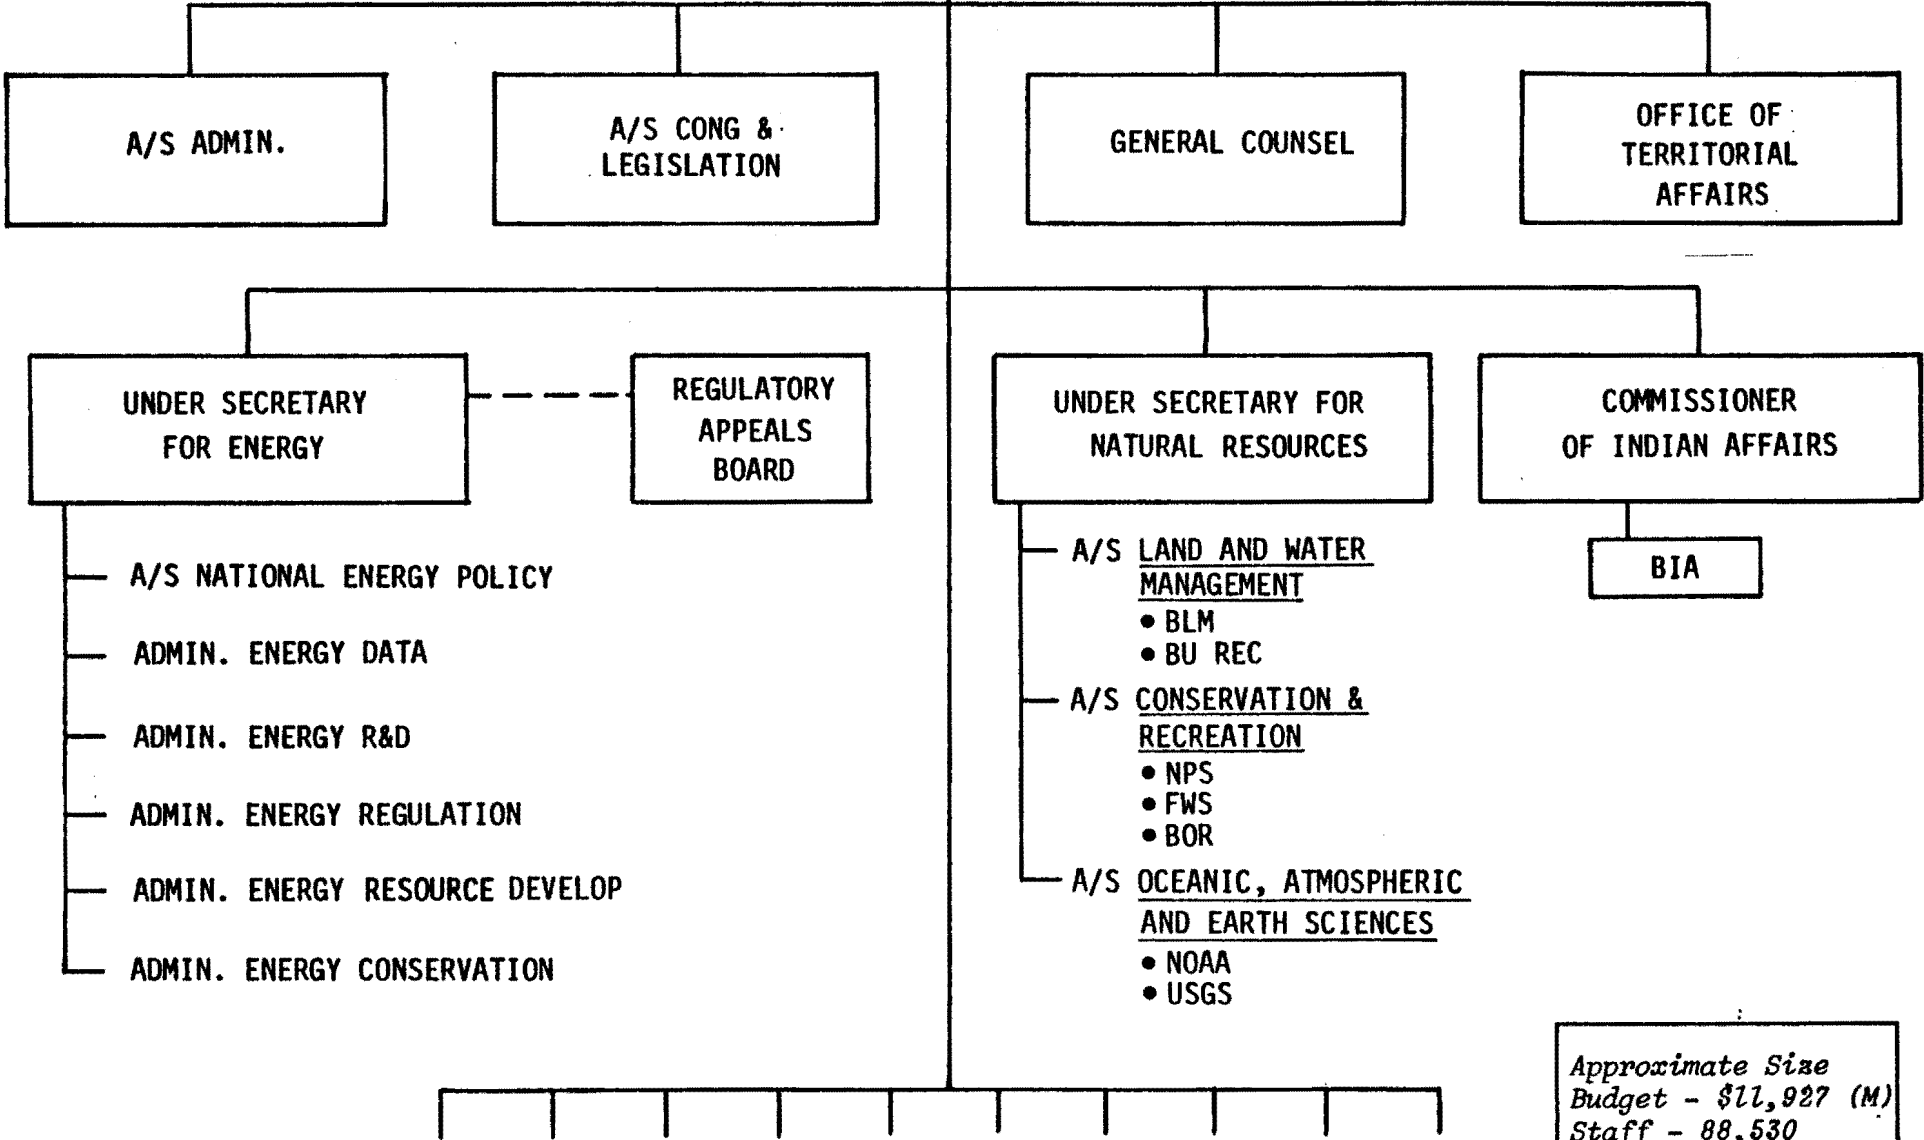 A/S ADMIN.
A/S CONG &
LEGISLATION
GENERAL COUNSEL
OFFICE OF
TERRITORIAL
AFFAIRS
UNDER SECRETARY
FOR ENERGY
REGULATORY
APPEALS
BOARD
UNDER SECRETARY FOR
NATURAL RESOURCES
COMMISSIONER
OF INDIAN AFFAIRS
A/S NATIONAL ENERGY POLICY
ADMIN. ENERGY DATA
ADMIN. ENERGY R&D
ADMIN. ENERGY REGULATION
ADMIN. ENERGY RESOURCE DEVELOP
ADMIN. ENERGY CONSERVATION
A/S LAND AND WATER
MANAGEMENT
• BLM
• BU REC
A/S CONSERVATION &
RECREATION
• NPS
• FWS
• BOR
A/S OCEANIC, ATMOSPHERIC
AND EARTH SCIENCES
• NOAA
• USGS
BIA
Approximate Size
Budget - $11,927 (M)
Staff - 88,530